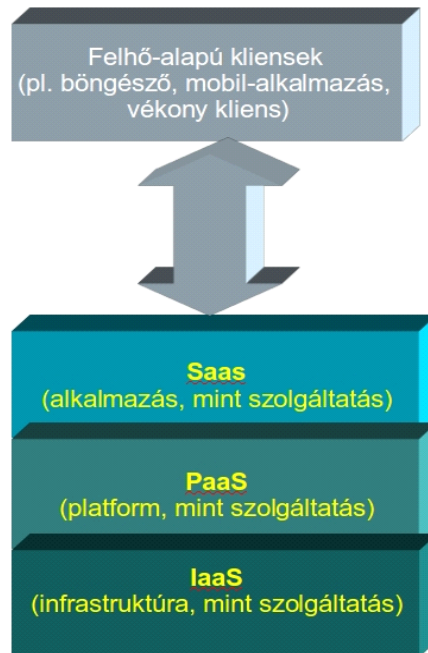 Felhő-alapú kliensek
(pl. böngésző, mobil-alkalmazás,
vékony kliens)
Saas
(alkalmazás, mint szolgáltatás)
PaaS
(platform, mint szolgáltatás)
IaaS
(infrastruktúra, mint szolgáltatás)